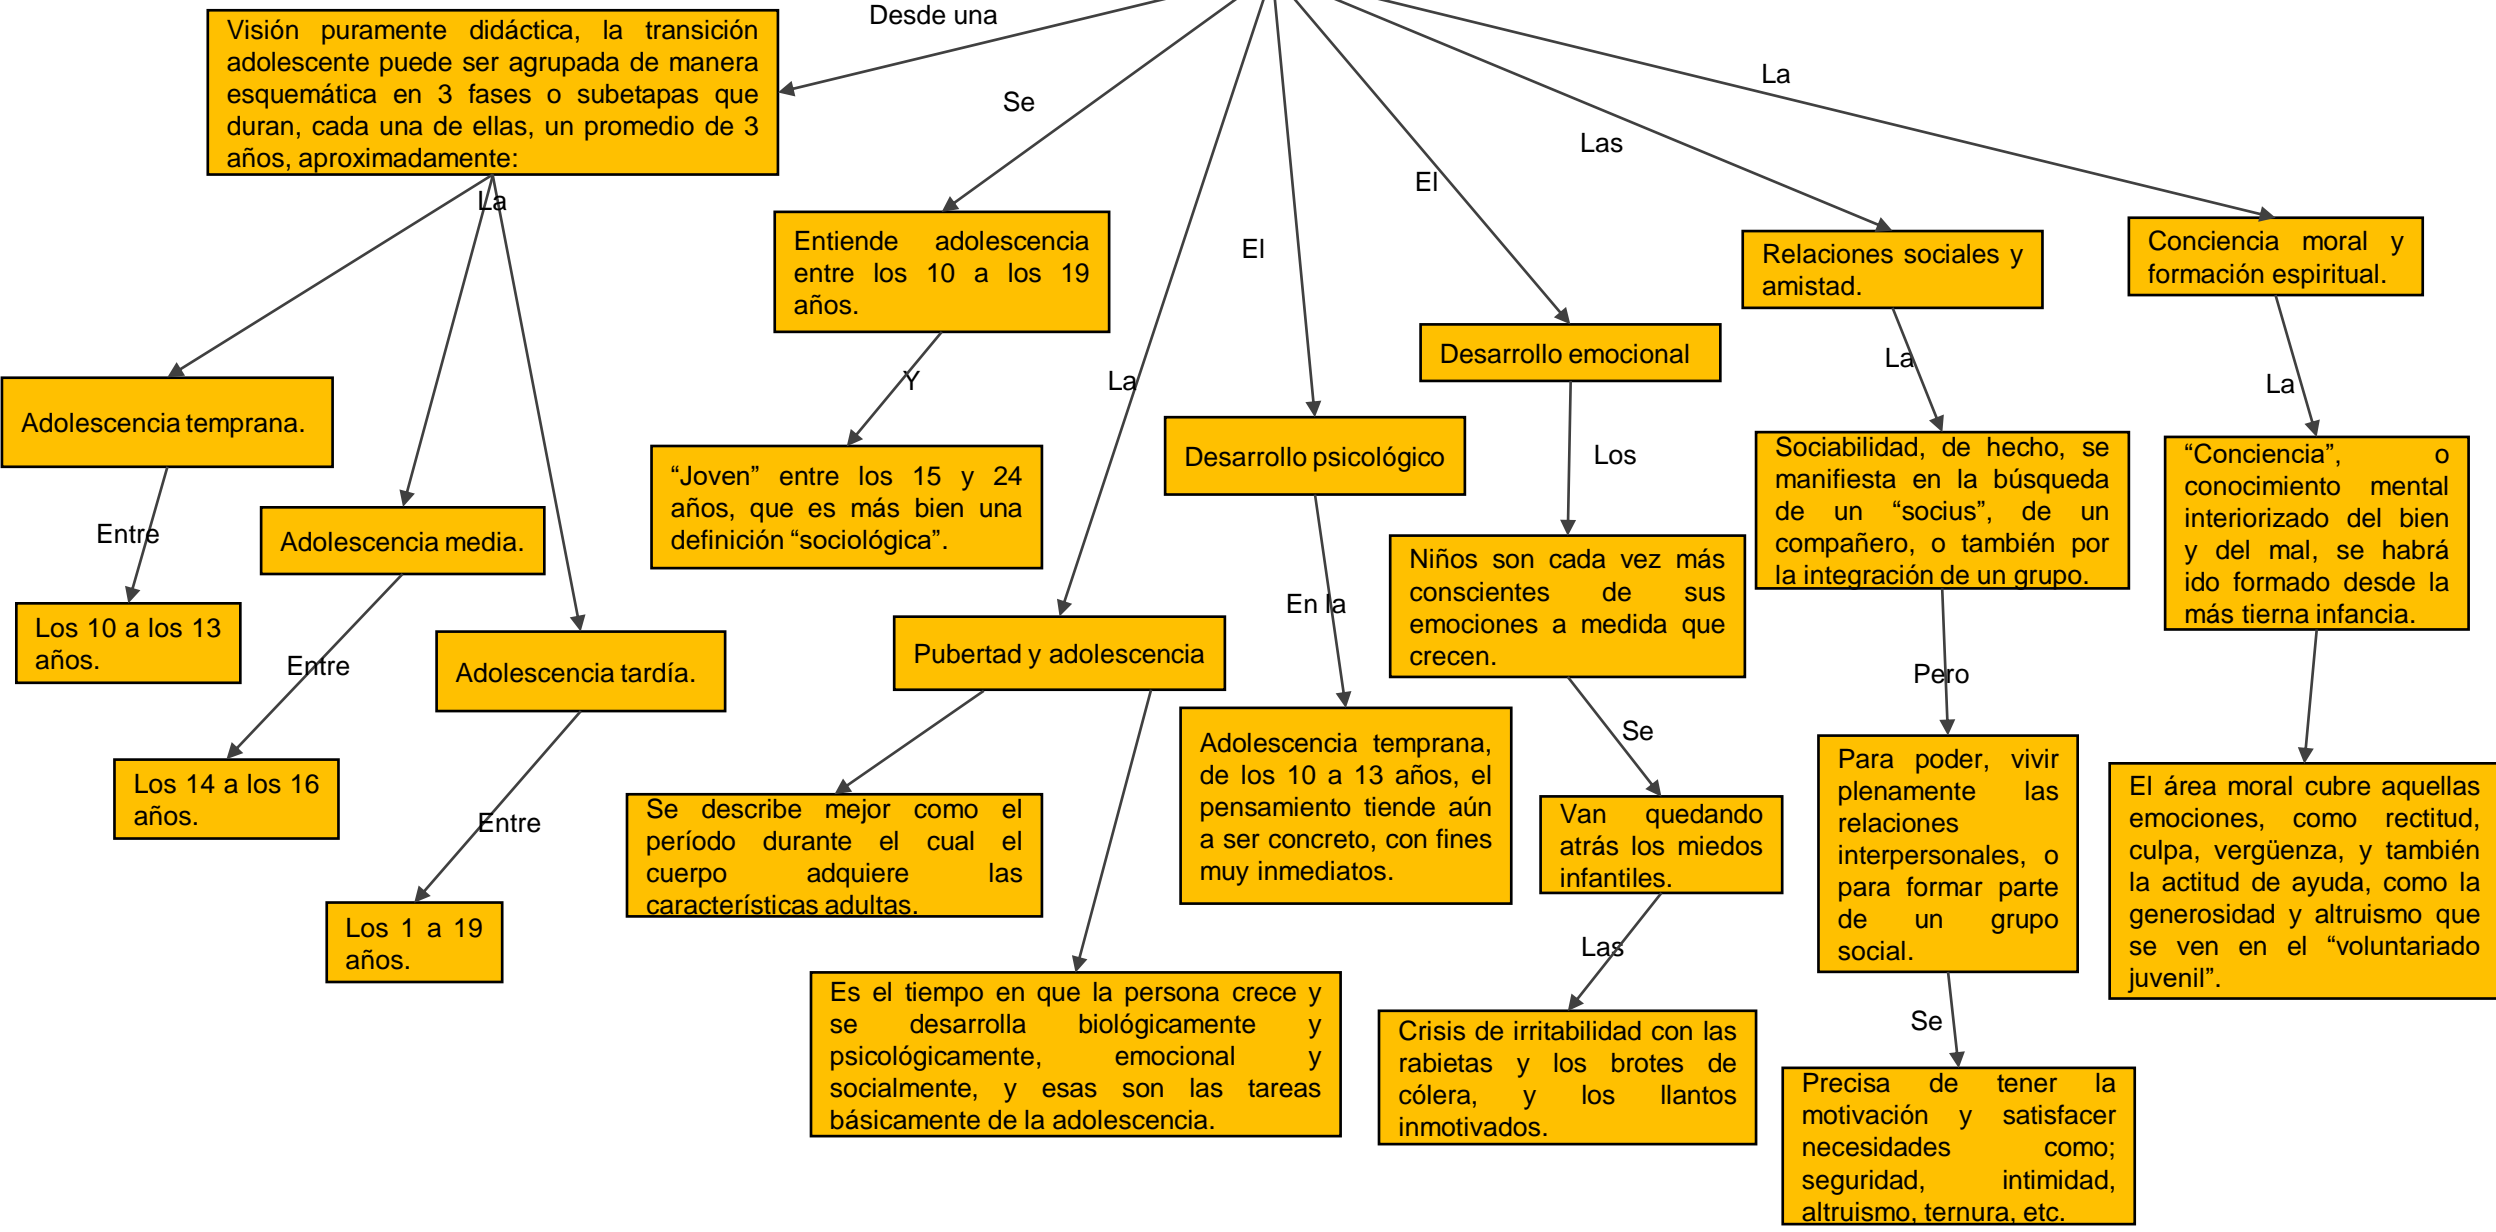 Desde una
Visión puramente didáctica, la transición
adolescente puede ser agrupada de manera
esquemática en 3 fases o subetapas que
duran, cada una de ellas, un promedio de 3
años, aproximadamente:
La
Adolescencia temprana.
Entre
Los 10 a los 13
años.
Adolescencia media.
Entre
Los 14 a los 16
años.
Adolescencia tardía.
Entre
Los 1 a 19
años.
Se
Entiende adolescencia
entre los 10 a los 19
años.
Y
“Joven” entre los 15 y 24
años, que es más bien una
definición “sociológica”.
La
Pubertad y adolescencia
Se describe mejor como el
período durante el cual el
cuerpo adquiere las
características adultas.
Es el tiempo en que la persona crece y
se desarrolla biológicamente y
psicológicamente, emocional y
socialmente, y esas son las tareas
básicamente de la adolescencia.
El
Desarrollo psicológico
En la
Adolescencia temprana,
de los 10 a 13 años, el
pensamiento tiende aún
a ser concreto, con fines
muy inmediatos.
El
Desarrollo emocional
Los
Niños son cada vez más
conscientes de sus
emociones a medida que
crecen.
Se
Van quedando
atrás los miedos
infantiles.
Las
Crisis de irritabilidad con las
rabietas y los brotes de
cólera, y los llantos
inmotivados.
Las
Relaciones sociales y
amistad.
La
Sociabilidad, de hecho, se
manifiesta en la búsqueda
de un “socius”, de un
compañero, o también por
la integración de un grupo.
Pero
Para poder, vivir
plenamente las
relaciones
interpersonales, o
para formar parte
de un grupo
social.
Se
Precisa de tener la
motivación y satisfacer
necesidades como;
seguridad, intimidad,
altruismo, ternura, etc.
La
Conciencia moral y
formación espiritual.
La
“Conciencia”, o
conocimiento mental
interiorizado del bien
y del mal, se habrá
ido formado desde la
más tierna infancia.
El área moral cubre aquellas
emociones, como rectitud,
culpa, vergüenza, y también
la actitud de ayuda, como la
generosidad y altruismo que
se ven en el “voluntariado
juvenil”.